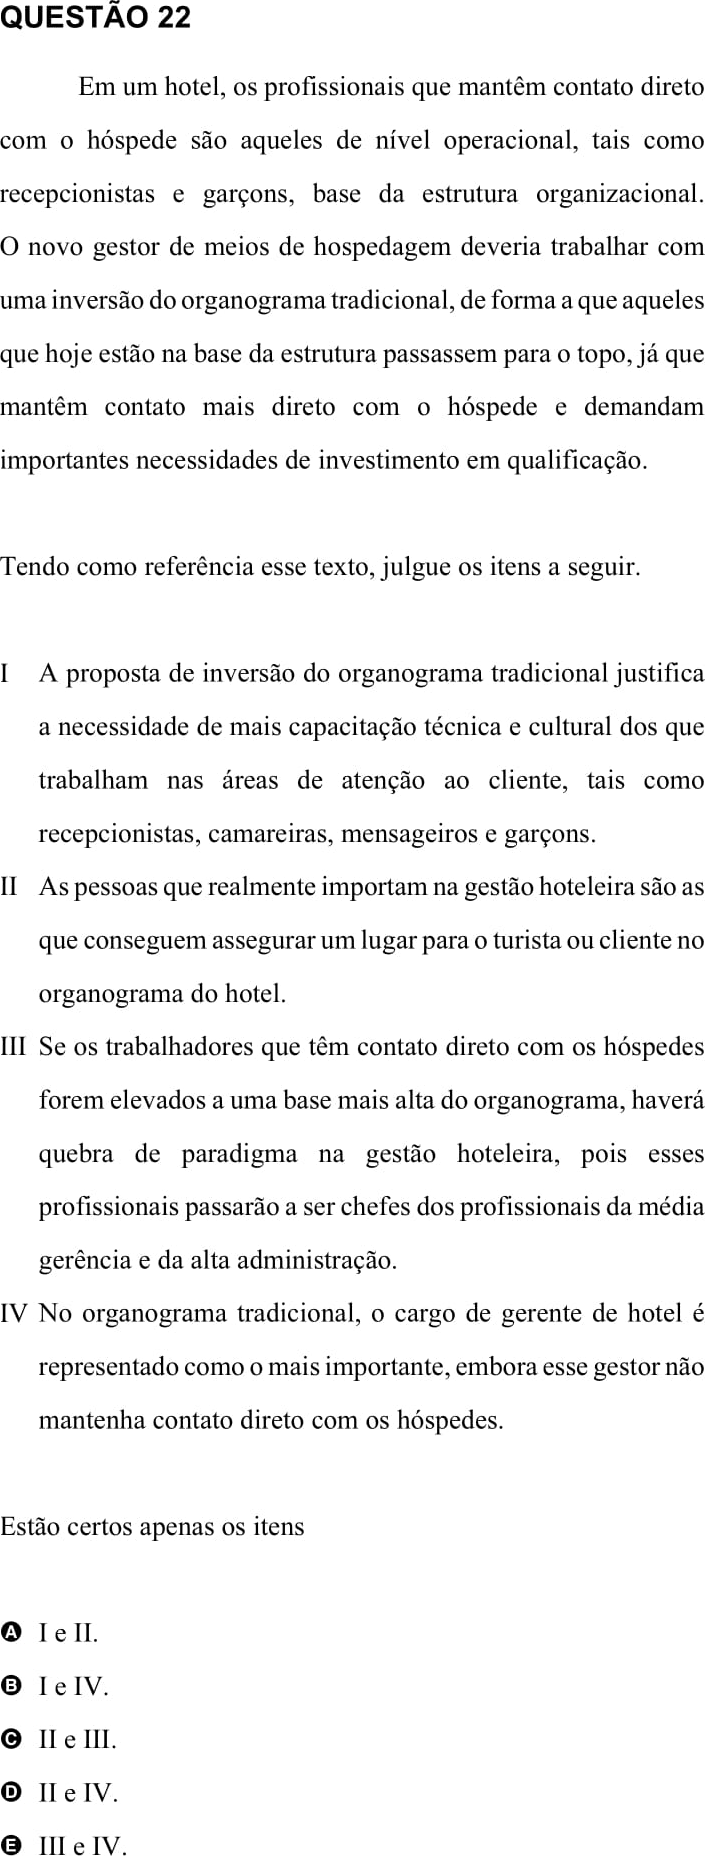 QUESTÃO 22
Em um hotel, os profissionais que mantêm contato direto
com o hóspede são aqueles de nível operacional, tais como
recepcionistas e garçons, base da estrutura organizacional.
O novo gestor de meios de hospedagem deveria trabalhar com
uma inversão do organograma tradicional, de forma a que aqueles
que hoje estão na base da estrutura passassem para o topo, já que
mantêm contato mais direto com o hóspede e demandam
importantes necessidades de investimento em qualificação.
Tendo como referência esse texto, julgue os itens a seguir.
I A proposta de inversão do organograma tradicional justifica
a necessidade de mais capacitação técnica e cultural dos que
trabalham nas áreas de atenção ao cliente, tais como
recepcionistas, camareiras, mensageiros e garçons.
II As pessoas que realmente importam na gestão hoteleira são as
que conseguem assegurar um lugar para o turista ou cliente no
organograma do hotel.
III Se os trabalhadores que têm contato direto com os hóspedes
forem elevados a uma base mais alta do organograma, haverá
quebra de paradigma na gestão hoteleira, pois esses
profissionais passarão a ser chefes dos profissionais da média
gerência e da alta administração.
IV No organograma tradicional, o cargo de gerente de hotel é
representado como o mais importante, embora esse gestor não
mantenha contato direto com os hóspedes.
Estão certos apenas os itens
A I e II.
B I e IV.
C II e III.
D II e IV.
E III e IV.